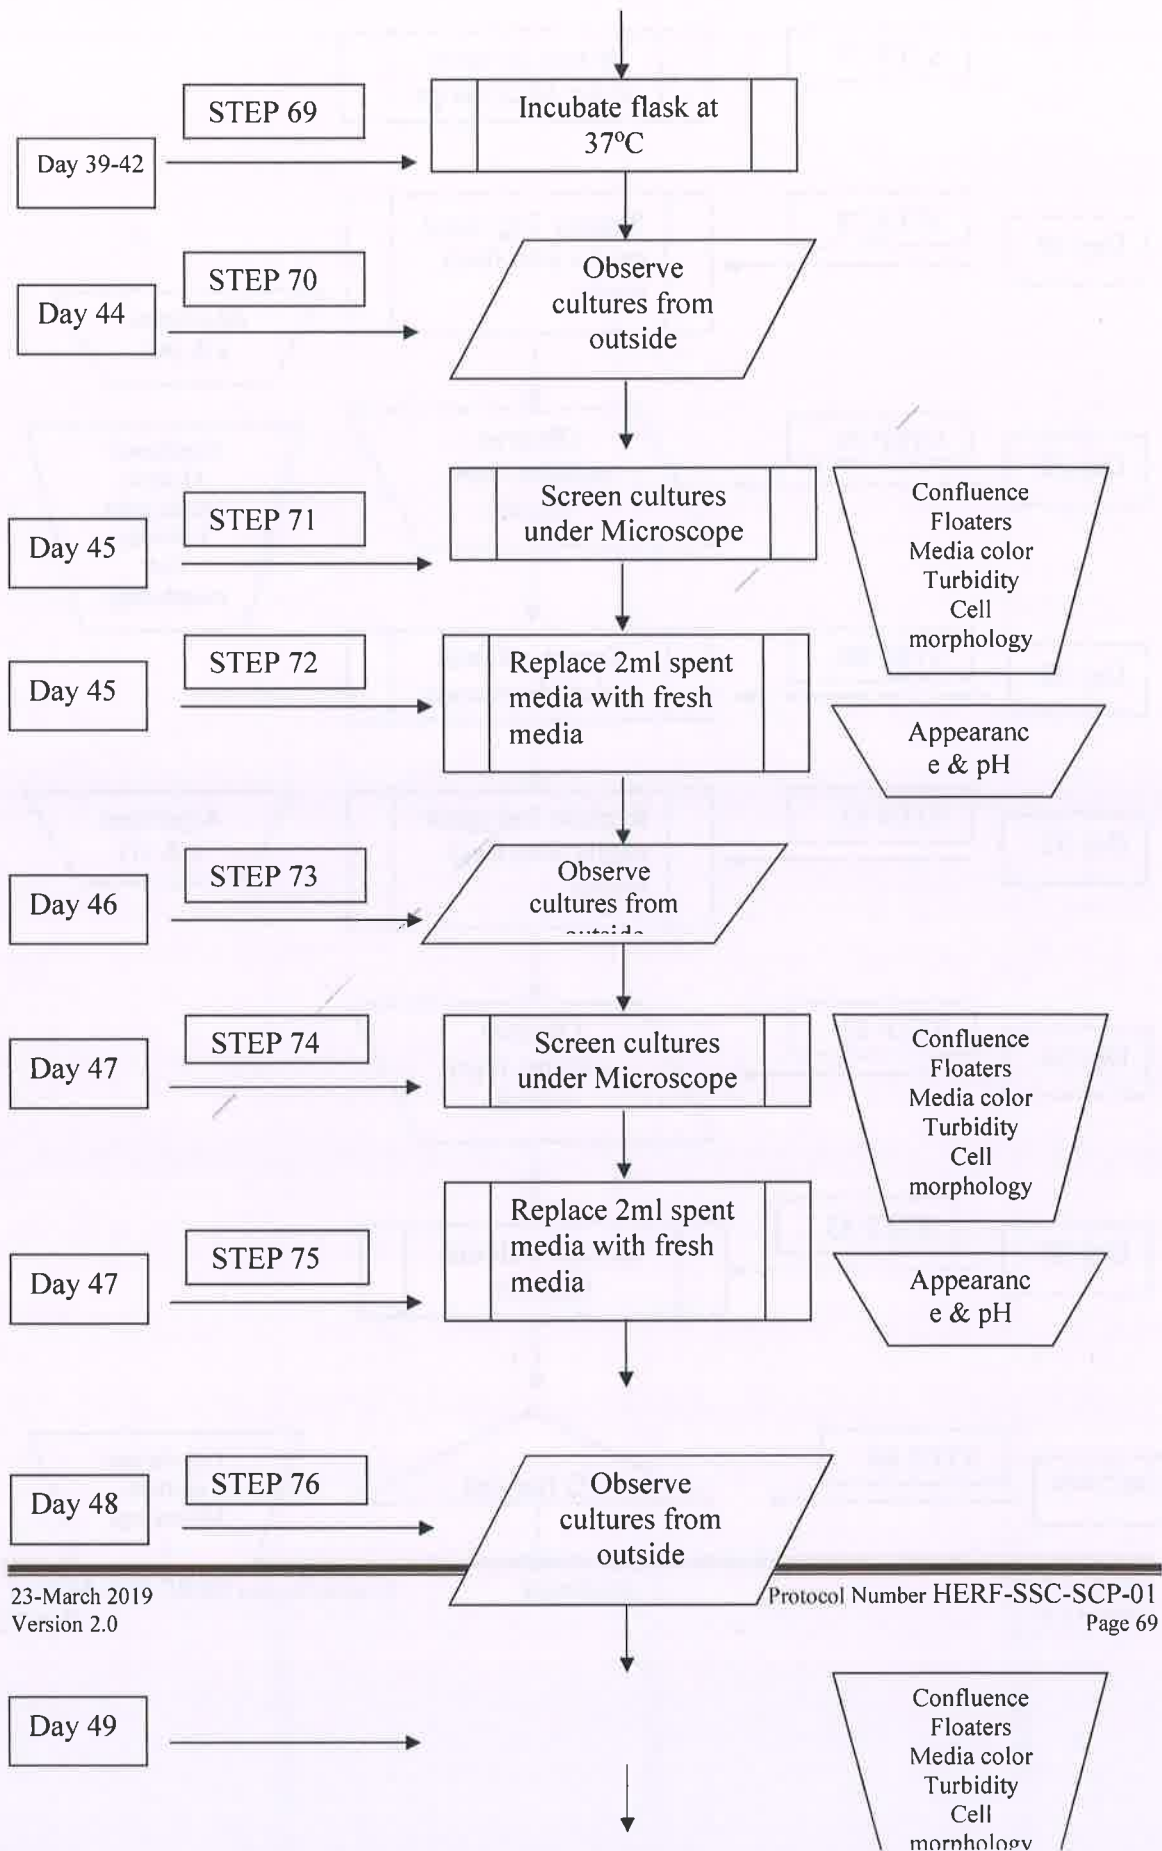 STEP 69
Incubate flask at
37°C
Day 39-42
STEP 70
Observe
cultures from
outside
Day 44
STEP 71
Screen cultures
under Microscope
Confluence
Floaters
Media color
Turbidity
Cell
morphology
Day 45
STEP 72
Replace 2ml spent
media with fresh
media
Day 45
Appearanc
e & pH
STEP 73
Observe
cultures from
outside
Day 46
STEP 74
Screen cultures
under Microscope
Confluence
Floaters
Media color
Turbidity
Cell
morphology
Day 47
STEP 75
Replace 2ml spent
media with fresh
media
Day 47
Appearanc
e & pH
STEP 76
Observe
cultures from
outside
Day 48
23-March 2019
Version 2.0
Protocol Number HERF-SSC-SCP-01
Page 69
Day 49
Confluence
Floaters
Media color
Turbidity
Cell
morphology